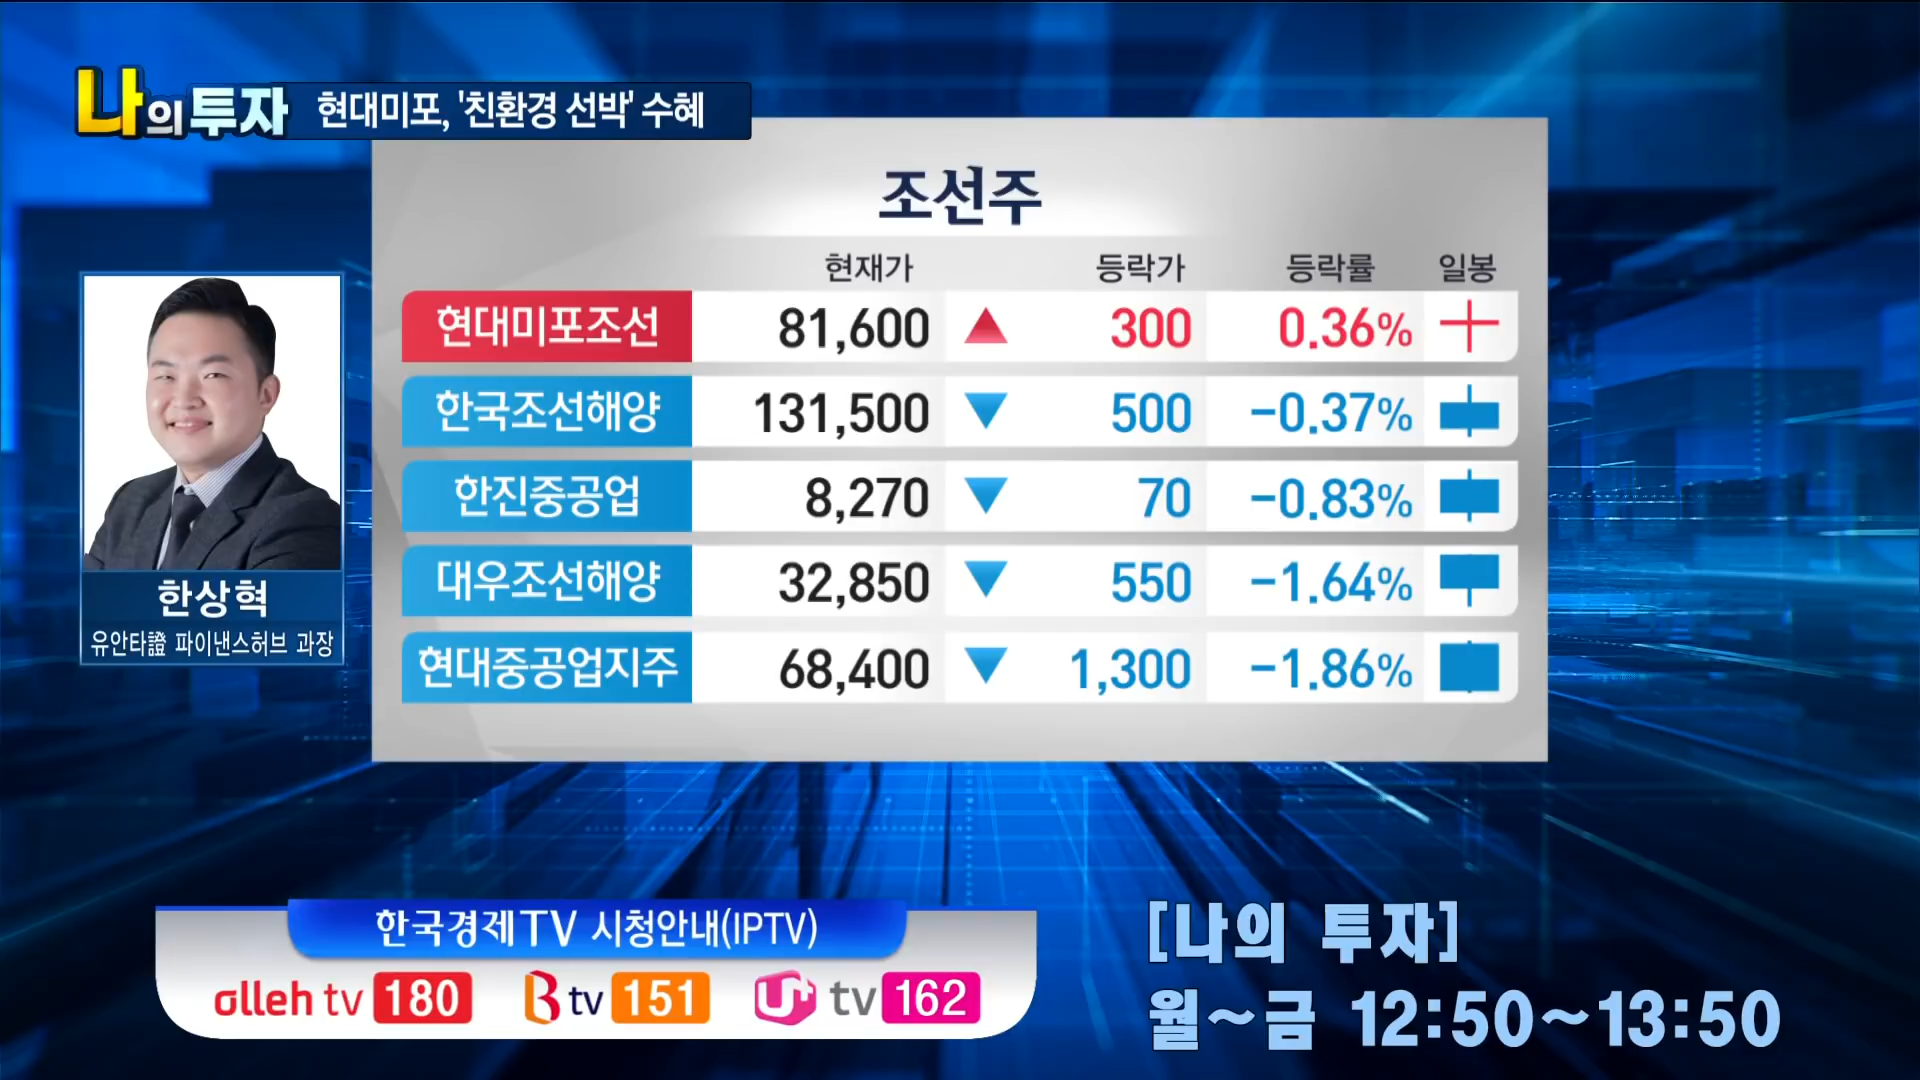 나의투자 현대미포, '친환경 선박' 수혜
조선주
현재가 등락가 등락률 일봉
현대미포조선 81,600 ▲ 300 0.36%
한국조선해양 131,500 ▼ 500 -0.37%
한진중공업 8,270 ▼ 70 -0.83%
대우조선해양 32,850 ▼ 550 -1.64%
현대중공업지주 68,400 ▼ 1,300 -1.86%
한상혁
유안타證 파이낸스허브 과장
한국경제TV 시청안내(IPTV)
olleh tv 180 B tv 151 U+ tv 162
[나의 투자]
월~금 12:50~13:50